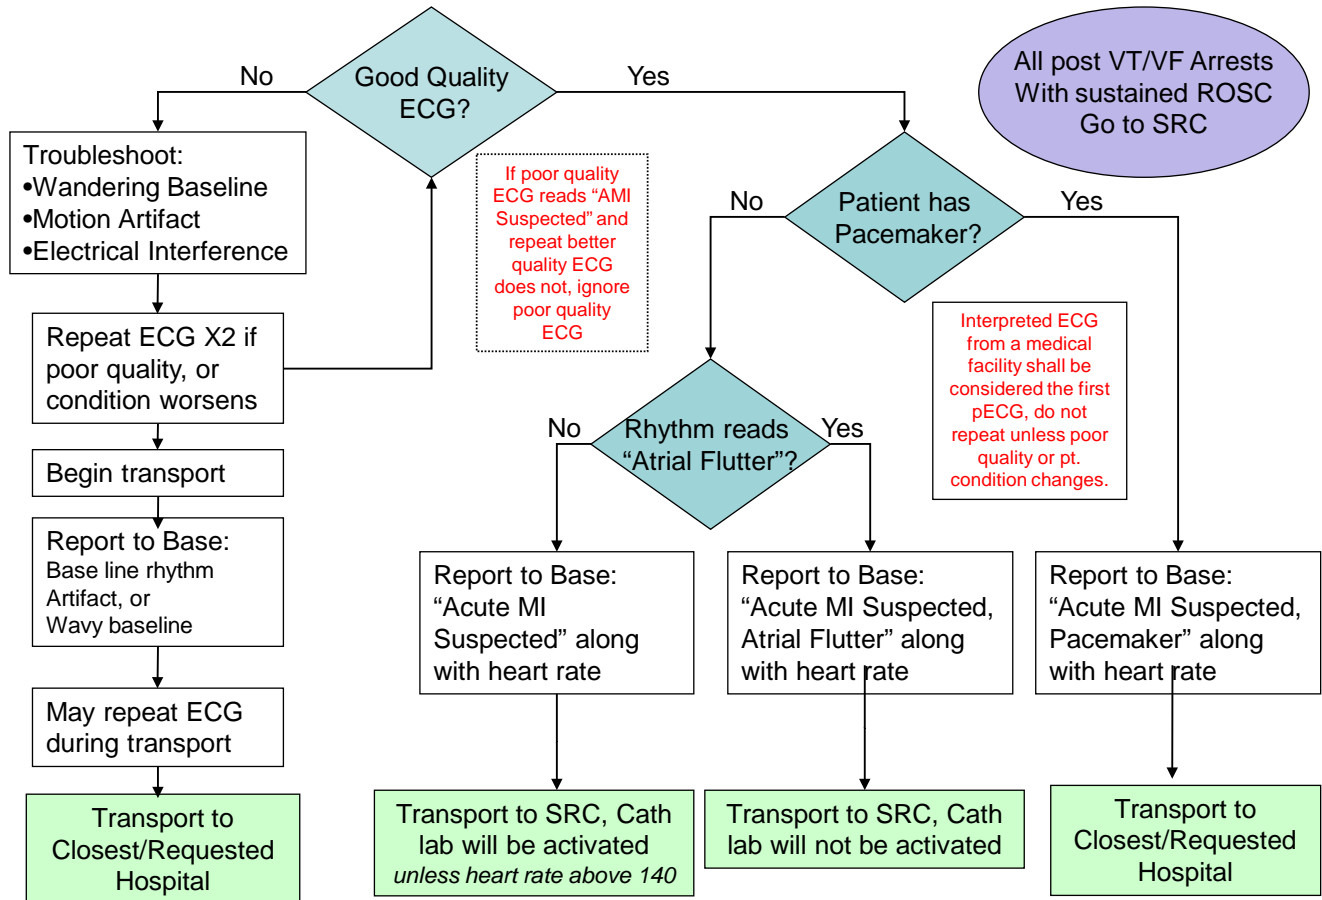 No
Good Quality
ECG?
Yes
All post VT/VF Arrests
With sustained ROSC
Go to SRC
Troubleshoot:
•Wandering Baseline
•Motion Artifact
•Electrical Interference
If poor quality
ECG reads “AMI
Suspected” and
repeat better
quality ECG
does not, ignore
poor quality
ECG
No
Patient has
Pacemaker?
Yes
Repeat ECG X2 if
poor quality, or
condition worsens
Interpreted ECG
from a medical
facility shall be
considered the first
pECG, do not
repeat unless poor
quality or pt.
condition changes.
No
Rhythm reads
“Atrial Flutter”?
Yes
Begin transport
Report to Base:
Base line rhythm
Artifact, or
Wavy baseline
Report to Base:
“Acute MI
Suspected” along
with heart rate
Report to Base:
“Acute MI Suspected,
Atrial Flutter” along
with heart rate
Report to Base:
“Acute MI Suspected,
Pacemaker” along
with heart rate
May repeat ECG
during transport
Transport to
Closest/Requested
Hospital
Transport to SRC, Cath
lab will be activated
unless heart rate above 140
Transport to SRC, Cath
lab will not be activated
Transport to
Closest/Requested
Hospital